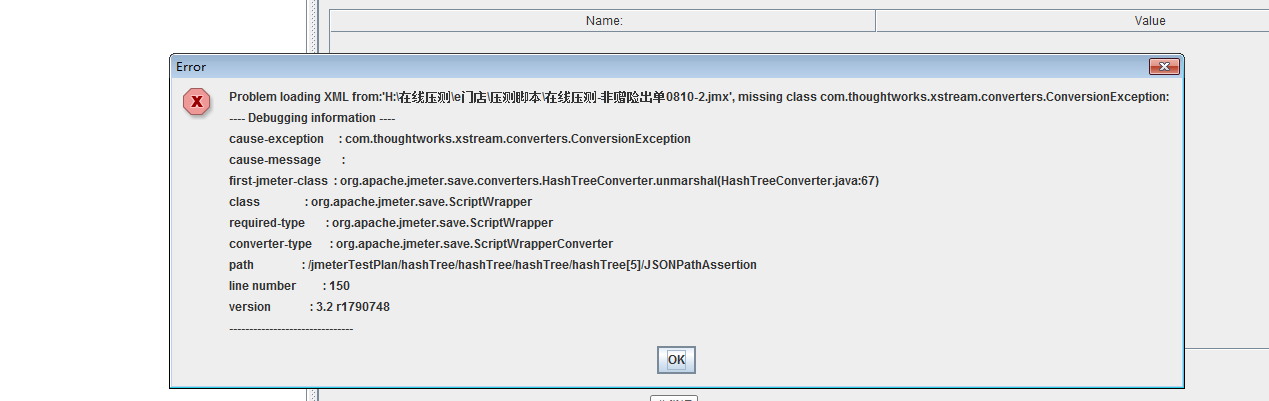 Name: Value
Error
Problem loading XML from:'H:\在线压测\e门店\压测脚本\在线压测-非赠险出单0810-2.jmx', missing class com.thoughtworks.xstream.converters.ConversionException:
---- Debugging information ----
cause-exception : com.thoughtworks.xstream.converters.ConversionException
cause-message :
first-jmeter-class : org.apache.jmeter.save.converters.HashTreeConverter.unmarshal(HashTreeConverter.java:67)
class : org.apache.jmeter.save.ScriptWrapper
required-type : org.apache.jmeter.save.ScriptWrapper
converter-type : org.apache.jmeter.save.ScriptWrapperConverter
path : /jmeterTestPlan/hashTree/hashTree/hashTree/hashTree[5]/JSONPathAssertion
line number : 150
version : 3.2 r1790748
-------------------------------
OK